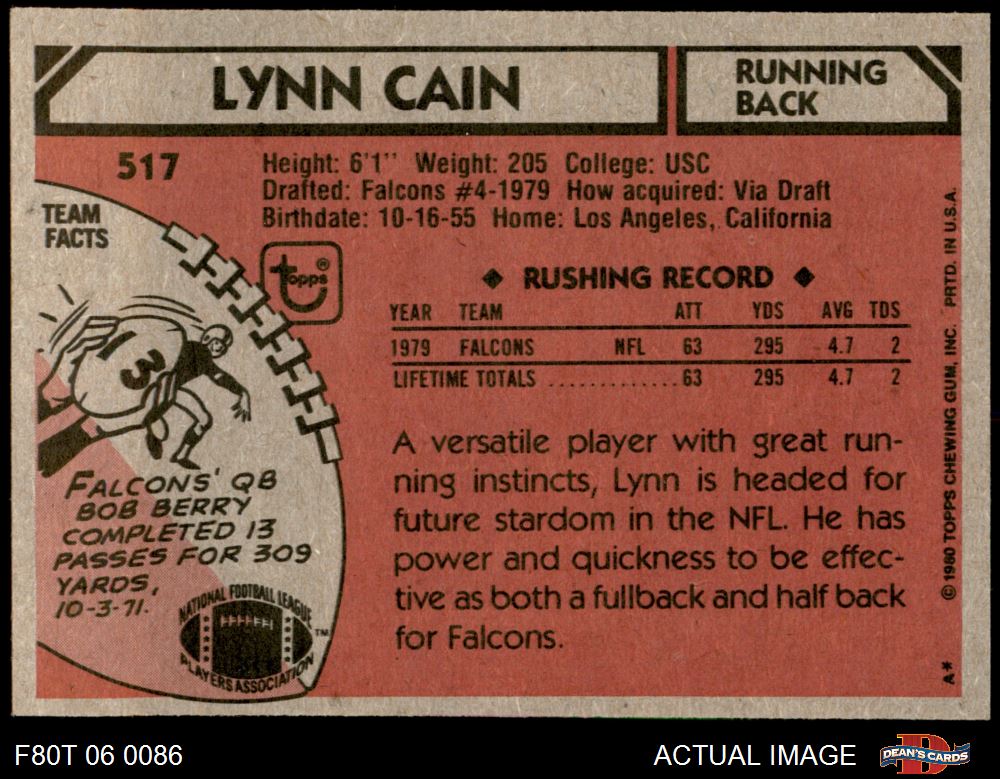 LYNN CAIN
RUNNING
BACK
517
Height: 6'1" Weight: 205 College: USC
Drafted: Falcons #4-1979 How acquired: Via Draft
Birthdate: 10-16-55 Home: Los Angeles, California
TEAM
FACTS
topps®
◆ RUSHING RECORD ◆
YEAR TEAM ATT YDS AVG TDS
1979 FALCONS NFL 63 295 4.7 2
LIFETIME TOTALS ............. 63 295 4.7 2
13
FALCONS' QB
BOB BERRY
COMPLETED 13
PASSES FOR 309
YARDS,
10-3-71.
NATIONAL FOOTBALL LEAGUE
PLAYERS ASSOCIATION
TM
A versatile player with great run-
ning instincts, Lynn is headed for
future stardom in the NFL. He has
power and quickness to be effec-
tive as both a fullback and half back
for Falcons.
A* © 1980 TOPPS CHEWING GUM, INC. PRTD. IN U.S.A.
F80T 06 0086
ACTUAL IMAGE
DEAN'S CARDS